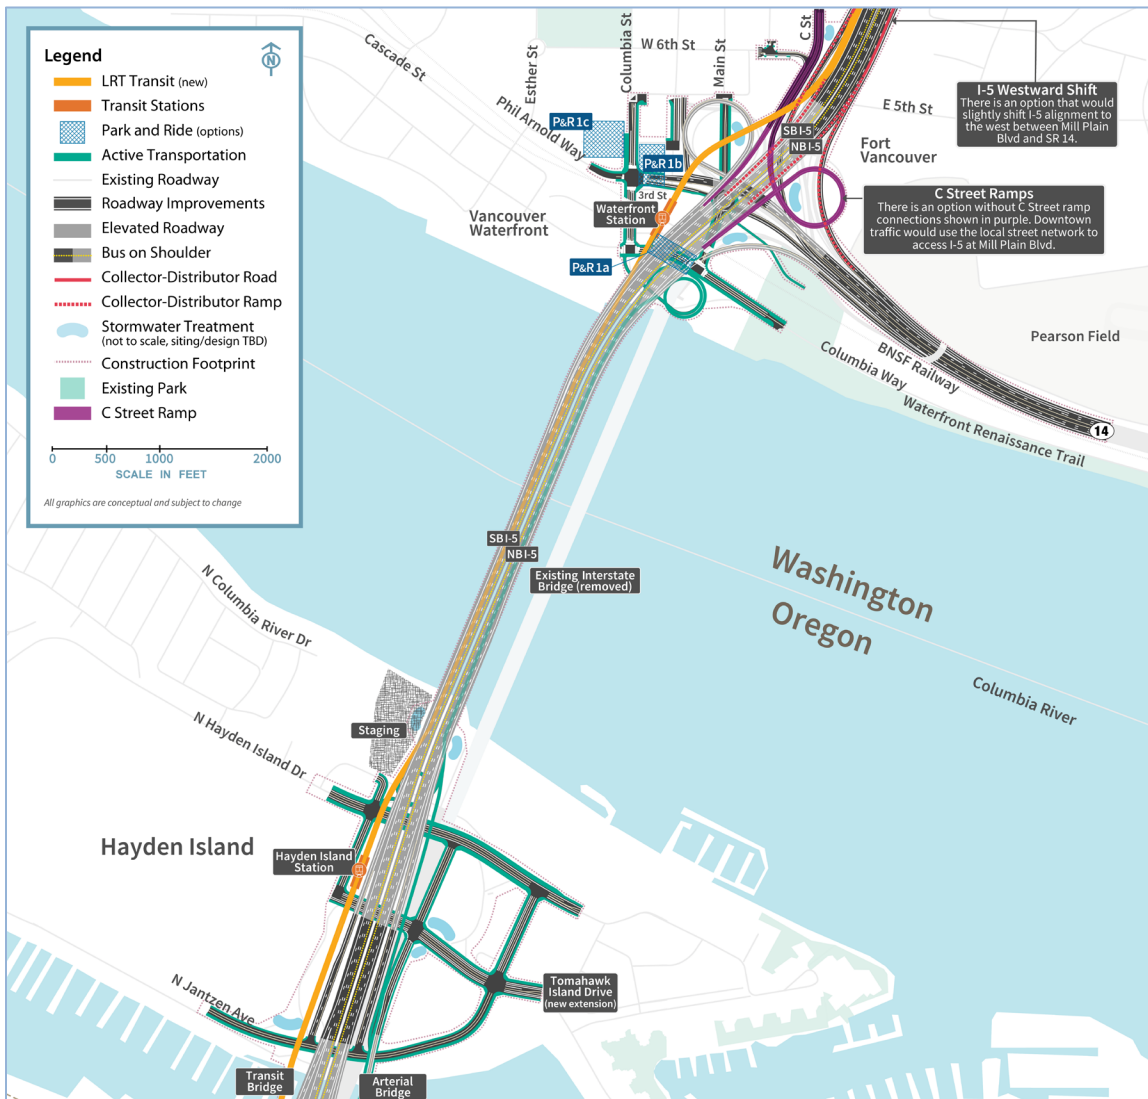 Legend
N
LRT Transit (new)
Transit Stations
Park and Ride (options)
Active Transportation
Existing Roadway
Roadway Improvements
Elevated Roadway
Bus on Shoulder
Collector-Distributor Road
Collector-Distributor Ramp
Stormwater Treatment
(not to scale, siting/design TBD)
Construction Footprint
Existing Park
C Street Ramp
0 500 1000 2000
SCALE IN FEET
All graphics are conceptual and subject to change
Cascade St
Esther St
Columbia St
W 6th St
Main St
C St
Phil Arnold Way
P&R1c
P&R1b
3rd St
SB I-5
NB I-5
E 5th St
Fort
Vancouver
I-5 Westward Shift
There is an option that would
slightly shift I-5 alignment to
the west between Mill Plain
Blvd and SR 14.
C Street Ramps
There is an option without C Street ramp
connections shown in purple. Downtown
traffic would use the local street network to
access I-5 at Mill Plain Blvd.
Vancouver
Waterfront
Waterfront
Station
P&R1a
Pearson Field
BNSF Railway
Columbia Way
Waterfront Renaissance Trail
14
SB I-5
NB I-5
Existing Interstate
Bridge (removed)
Washington
Oregon
Columbia River
N Columbia River Dr
N Hayden Island Dr
Staging
Hayden Island
Hayden Island
Station
N Jantzen Ave
Tomahawk
Island Drive
(new extension)
Transit
Bridge
Arterial
Bridge